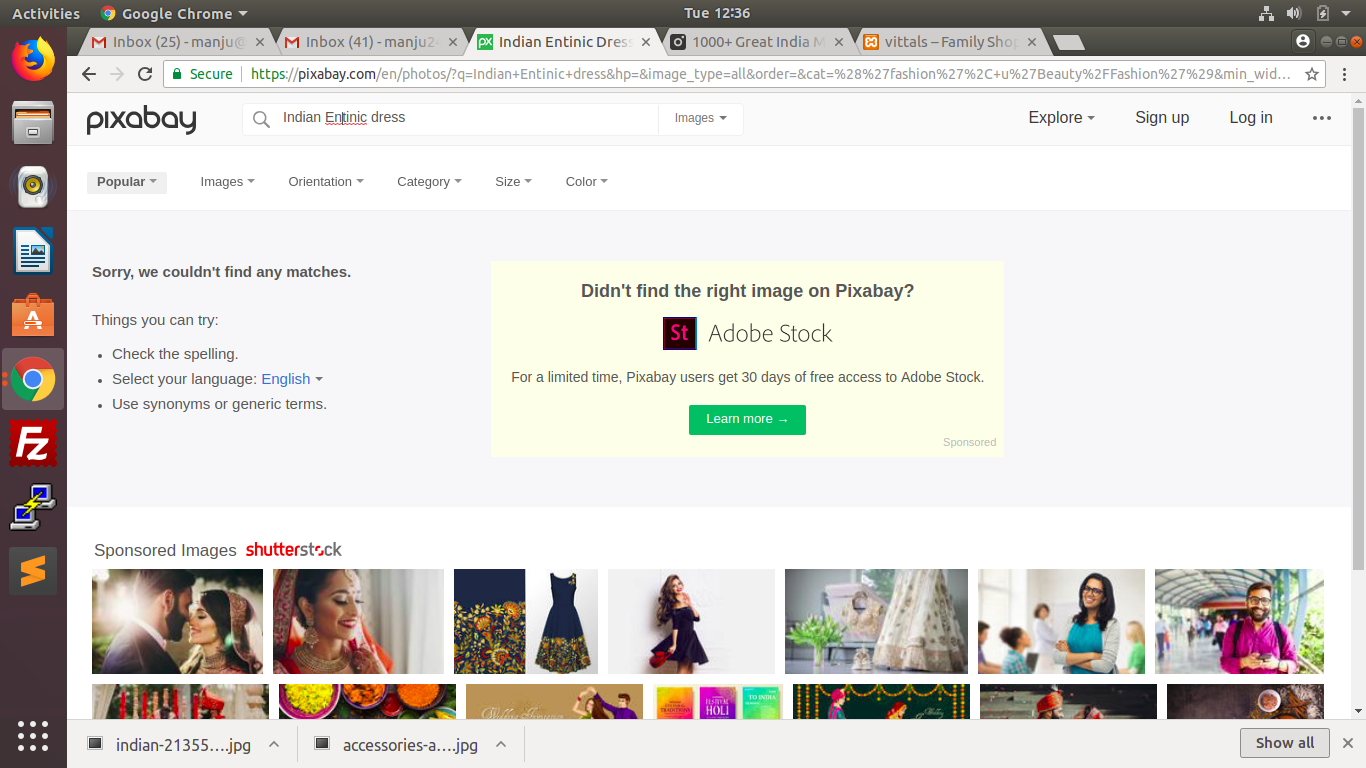 Activities
Google Chrome
Tue 12:36
Inbox (25) - manju@
Inbox (41) - manju24
Indian Entinic Dress
1000+ Great India M
vittals – Family Shop
Secure
https://pixabay.com/en/photos/?q=Indian+Entinic+dress&hp=&image_type=all&order=&cat=%28%27fashion%27%2C+u%27Beauty%2FFashion%27%29&min_wid...
pixabay
Indian Entinic dress
Images
Explore
Sign up
Log in
Popular
Images
Orientation
Category
Size
Color
Sorry, we couldn't find any matches.
Things you can try:
• Check the spelling.
• Select your language: English
• Use synonyms or generic terms.
Didn't find the right image on Pixabay?
St Adobe Stock
For a limited time, Pixabay users get 30 days of free access to Adobe Stock.
Learn more →
Sponsored
Sponsored Images shutterstock
FESTIVAL
HOLI
TO INDIA
indian-21355....jpg
accessories-a....jpg
Show all